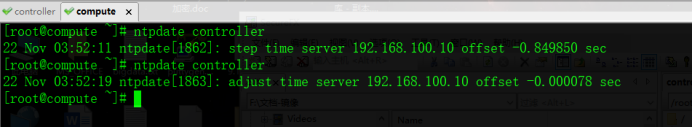 controller
compute
[root@compute ~]# ntpdate controller
22 Nov 03:52:11 ntpdate[1862]: step time server 192.168.100.10 offset -0.849850 sec
[root@compute ~]# ntpdate controller
22 Nov 03:52:19 ntpdate[1863]: adjust time server 192.168.100.10 offset -0.000078 sec
[root@compute ~]#
Videos
Name